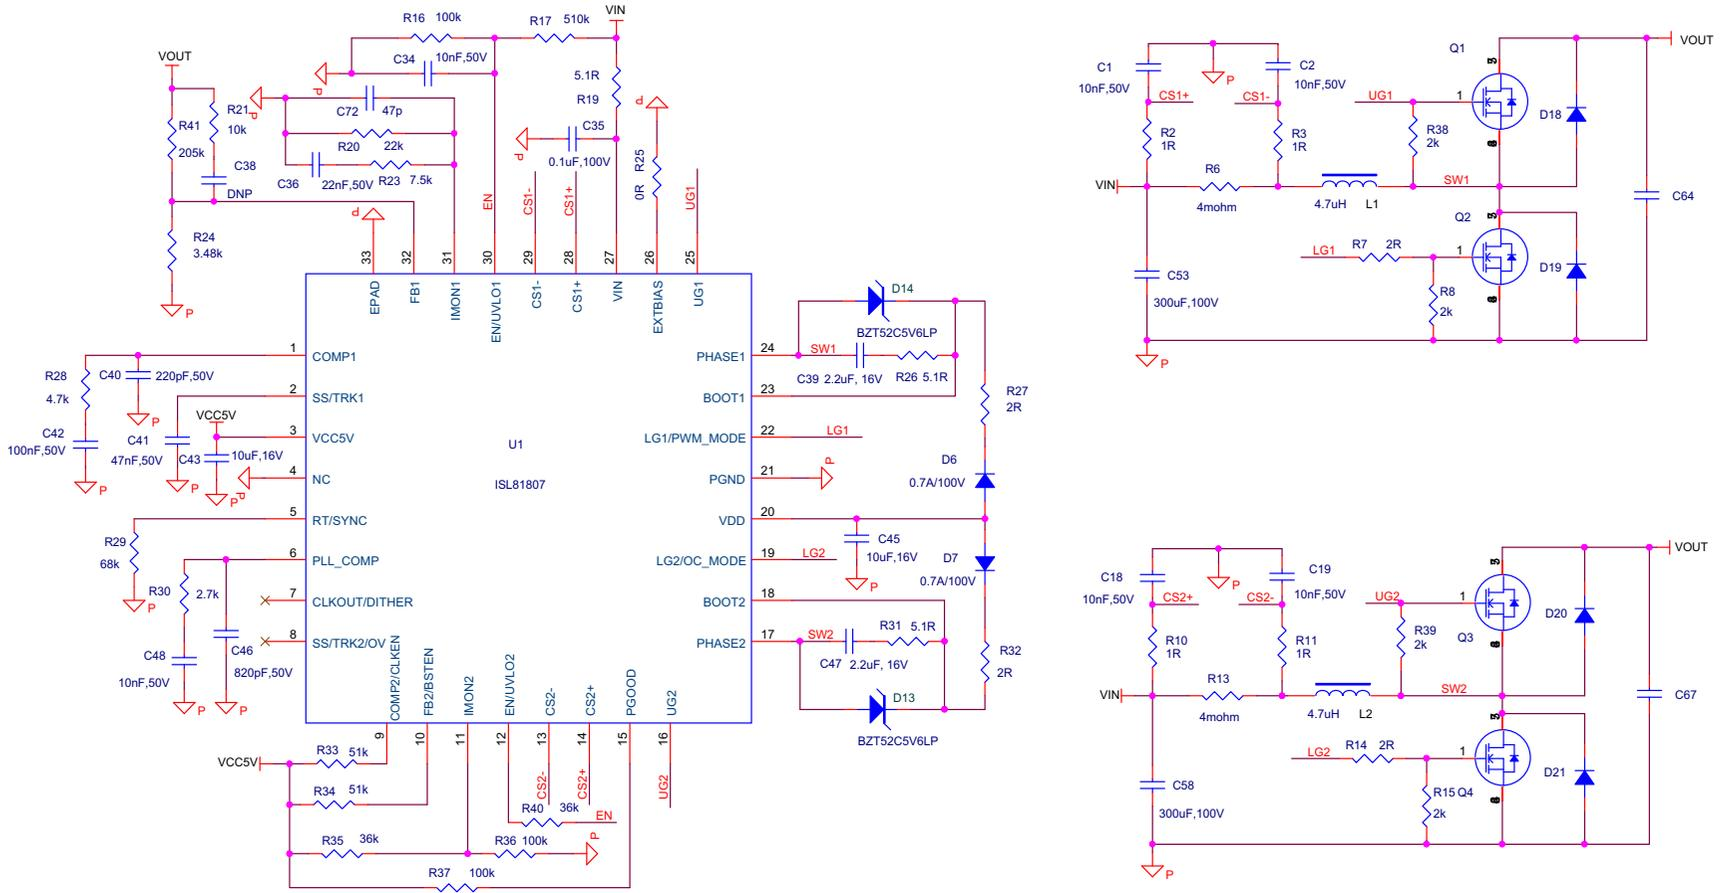 R16 100k
R17 510k
VIN
C34 10nF,50V
P
VOUT
R21
10k
P
C72 47p
5.1R
R19
P
R41
205k
R20 22k
C35
0.1uF,100V
P
R25
0R
C38
DNP
C36 22nF,50V R23 7.5k
EN
CS1-
CS1+
UG1
P
R24
3.48k
P
33
32
31
30
29
28
27
26
25
EPAD
FB1
IMON1
EN/UVLO1
CS1-
CS1+
VIN
EXTBIAS
UG1
1 COMP1
2 SS/TRK1
3 VCC5V
4 NC
5 RT/SYNC
6 PLL_COMP
7 CLKOUT/DITHER
8 SS/TRK2/OV
U1
ISL81807
PHASE1 24
BOOT1 23
LG1/PWM_MODE 22
PGND 21
VDD 20
LG2/OC_MODE 19
BOOT2 18
PHASE2 17
R28
4.7k
C40 220pF,50V
P
C42
100nF,50V
P
C41
47nF,50V
P
VCC5V
C43 10uF,16V
P
P
R29
68k
P
R30 2.7k
C48
10nF,50V
P
C46
820pF,50V
P
D14
BZT52C5V6LP
SW1
C39 2.2uF, 16V R26 5.1R
R27
2R
LG1
P
D6
0.7A/100V
C45
10uF,16V
P
LG2
D7
0.7A/100V
SW2
R31 5.1R
C47 2.2uF, 16V
R32
2R
D13
BZT52C5V6LP
COMP2/CLKEN
FB2/BSTEN
IMON2
EN/UVLO2
CS2-
CS2+
PGOOD
UG2
9
10
11
12
13
14
15
16
VCC5V
R33 51k
R34 51k
R35 36k
R36 100k
P
R37 100k
R40 36k
EN
CS2-
CS2+
UG2
C1
10nF,50V
P
C2
10nF,50V
CS1+
CS1-
R2
1R
R3
1R
VIN
R6
4mohm
4.7uH L1
UG1
1
Q1
R38
2k
SW1
D18
VOUT
C64
Q2
LG1
R7 2R
1
R8
2k
D19
C53
300uF,100V
P
C18
10nF,50V
P
C19
10nF,50V
CS2+
CS2-
R10
1R
R11
1R
VIN
R13
4mohm
4.7uH L2
UG2
1
Q3
R39
2k
SW2
D20
VOUT
C67
LG2
R14 2R
1
R15 Q4
2k
D21
C58
300uF,100V
P